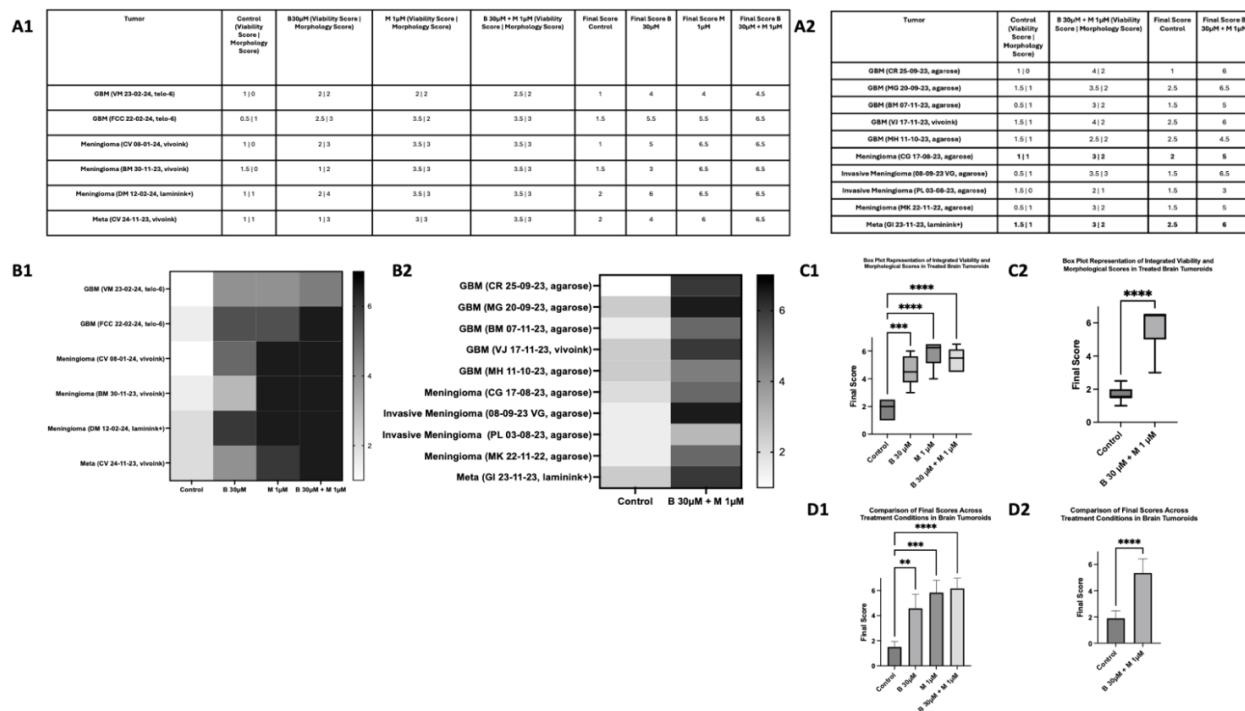 A1
Tumor
Control
(Viability
Score |
Morphology
Score)
B30µM (Viability Score |
Morphology Score)
M 1µM (Viability Score |
Morphology Score)
B 30µM + M 1µM (Viability
Score | Morphology Score)
Final Score
Control
Final Score B
30µM
Final Score M
1µM
Final Score B
30µM + M 1µM
GBM (VM 23-02-24, telo-6) 1|0 2|2 2|2 2.5|2 1 4 4 4.5
GBM (FCC 22-02-24, telo-6) 0.5|1 2.5|3 3.5|2 3.5|3 1.5 5.5 5.5 6.5
Meningioma (CV 08-01-24, vivoink) 1|0 2|3 3.5|3 3.5|3 1 5 6.5 6.5
Meningioma (BM 30-11-23, vivoink) 1.5|0 1|2 3.5|3 3.5|3 1.5 3 6.5 6.5
Meningioma (DM 12-02-24, laminink+) 1|1 2|4 3.5|3 3.5|3 2 6 6.5 6.5
Meta (CV 24-11-23, vivoink) 1|1 1|3 3|3 3.5|3 2 4 6 6.5
A2
Tumor
Control
(Viability
Score |
Morphology
Score)
B 30µM + M 1µM (Viability
Score | Morphology Score)
Final Score
Control
Final Score B
30µM + M 1µM
GBM (CR 25-09-23, agarose) 1|0 4|2 1 6
GBM (MG 20-09-23, agarose) 1.5|1 3.5|2 2.5 6.5
GBM (BM 07-11-23, agarose) 0.5|1 3|2 1.5 5
GBM (VJ 17-11-23, vivoink) 1.5|1 4|2 2.5 6
GBM (MH 11-10-23, agarose) 1.5|1 2.5|2 2.5 4.5
Meningioma (CG 17-08-23, agarose) 1|1 3|2 2 5
Invasive Meningioma (08-09-23 VG, agarose) 0.5|1 3.5|3 1.5 6.5
Invasive Meningioma (PL 03-08-23, agarose) 1.5|0 2|1 1.5 3
Meningioma (MK 22-11-22, agarose) 0.5|1 3|2 1.5 5
Meta (GI 23-11-23, laminink+) 1.5|1 3|2 2.5 6
B1
GBM (VM 23-02-24, telo-6)
GBM (FCC 22-02-24, telo-6)
Meningioma (CV 08-01-24, vivoink)
Meningioma (BM 30-11-23, vivoink)
Meningioma (DM 12-02-24, laminink+)
Meta (CV 24-11-23, vivoink)
Control B 30µM M 1µM B 30µM + M 1µM
6
4
2
B2
GBM (CR 25-09-23, agarose)
GBM (MG 20-09-23, agarose)
GBM (BM 07-11-23, agarose)
GBM (VJ 17-11-23, vivoink)
GBM (MH 11-10-23, agarose)
Meningioma (CG 17-08-23, agarose)
Invasive Meningioma (08-09-23 VG, agarose)
Invasive Meningioma (PL 03-08-23, agarose)
Meningioma (MK 22-11-22, agarose)
Meta (GI 23-11-23, laminink+)
Control B 30µM + M 1µM
6
4
2
C1
Box Plot Representation of Integrated Viability and
Morphological Scores in Treated Brain Tumoroids
****
****
***
Final Score
6
4
2
0
Control
B 30 µM
M 1 µM
B 30 µM + M 1 µM
C2
Box Plot Representation of Integrated Viability and
Morphological Scores in Treated Brain Tumoroids
****
Final Score
6
4
2
0
Control
B 30 µM + M 1 µM
D1
Comparison of Final Scores Across
Treatment Conditions in Brain Tumoroids
****
***
**
Final Score
6
4
2
0
Control
B 30µM
M 1µM
B 30µM + M 1µM
D2
Comparison of Final Scores Across
Treatment Conditions in Brain Tumoroids
****
Final Score
6
4
2
0
Control
B 30µM + M 1µM